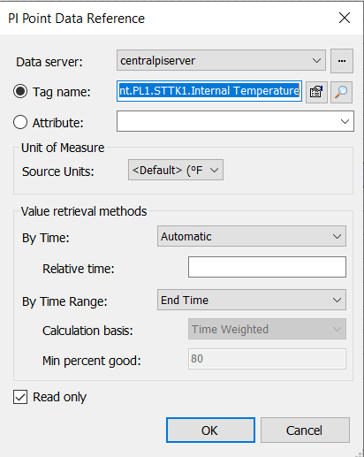 PI Point Data Reference
Data server: centralpiserver ...
Tag name: nt.PL1.STTK1.Internal Temperature
Attribute:
Unit of Measure
Source Units: <Default> (°F
Value retrieval methods
By Time: Automatic
Relative time:
By Time Range: End Time
Calculation basis: Time Weighted
Min percent good: 80
Read only
OK Cancel